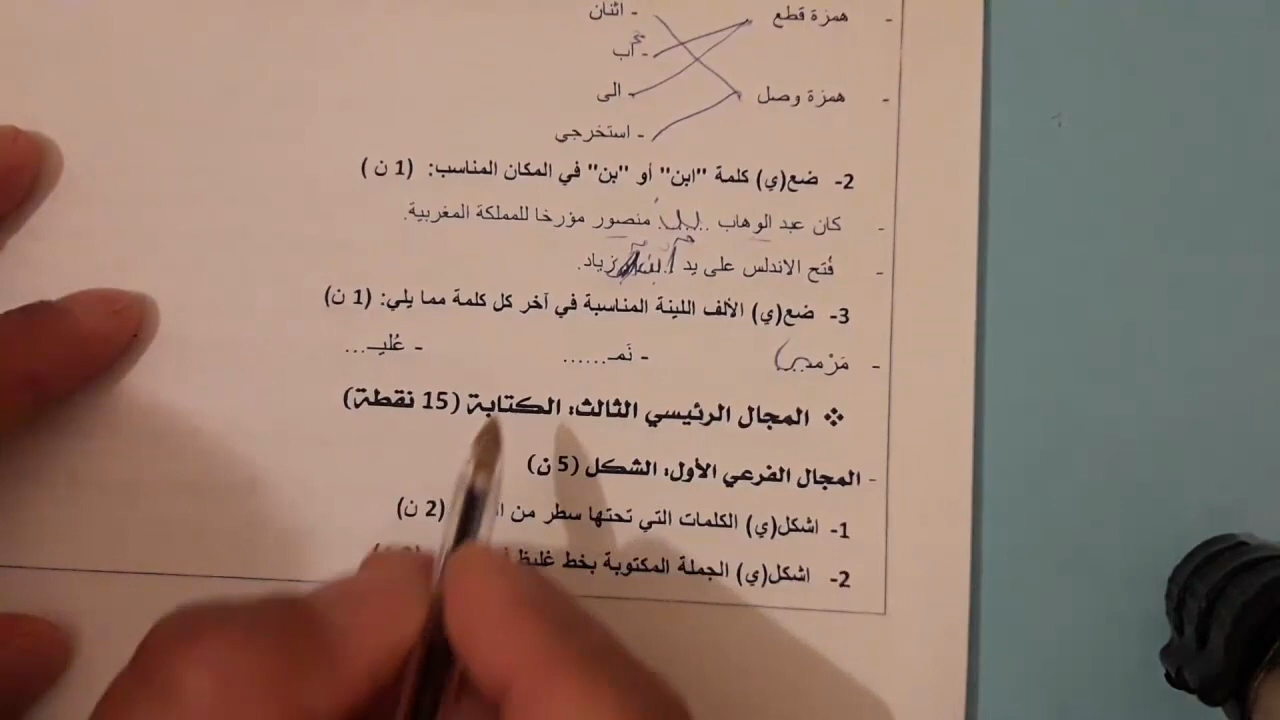 - همزة قطع - اثنان
- أب
- همزة وصل - الى
- استخرجي
2- ضع(ي) كلمة "ابن" أو "بن" في المكان المناسب: (1 ن)
- كان عبد الوهاب ..بن.. منصور مؤرخا للمملكة المغربية.
- فُتح الاندلس على يد زياد.
3- ضع(ي) الألف اللينة المناسبة في آخر كل كلمة مما يلي: (1 ن)
- مَرْمى - نَمـ...... - عُليـ...
❖ المجال الرئيسي الثالث: الكتابة (15 نقطة)
- المجال الفرعي الأول: الشكل (5 ن)
1- اشكل(ي) الكلمات التي تحتها سطر من (2 ن)
2- اشكل(ي) الجملة المكتوبة بخط غليظ